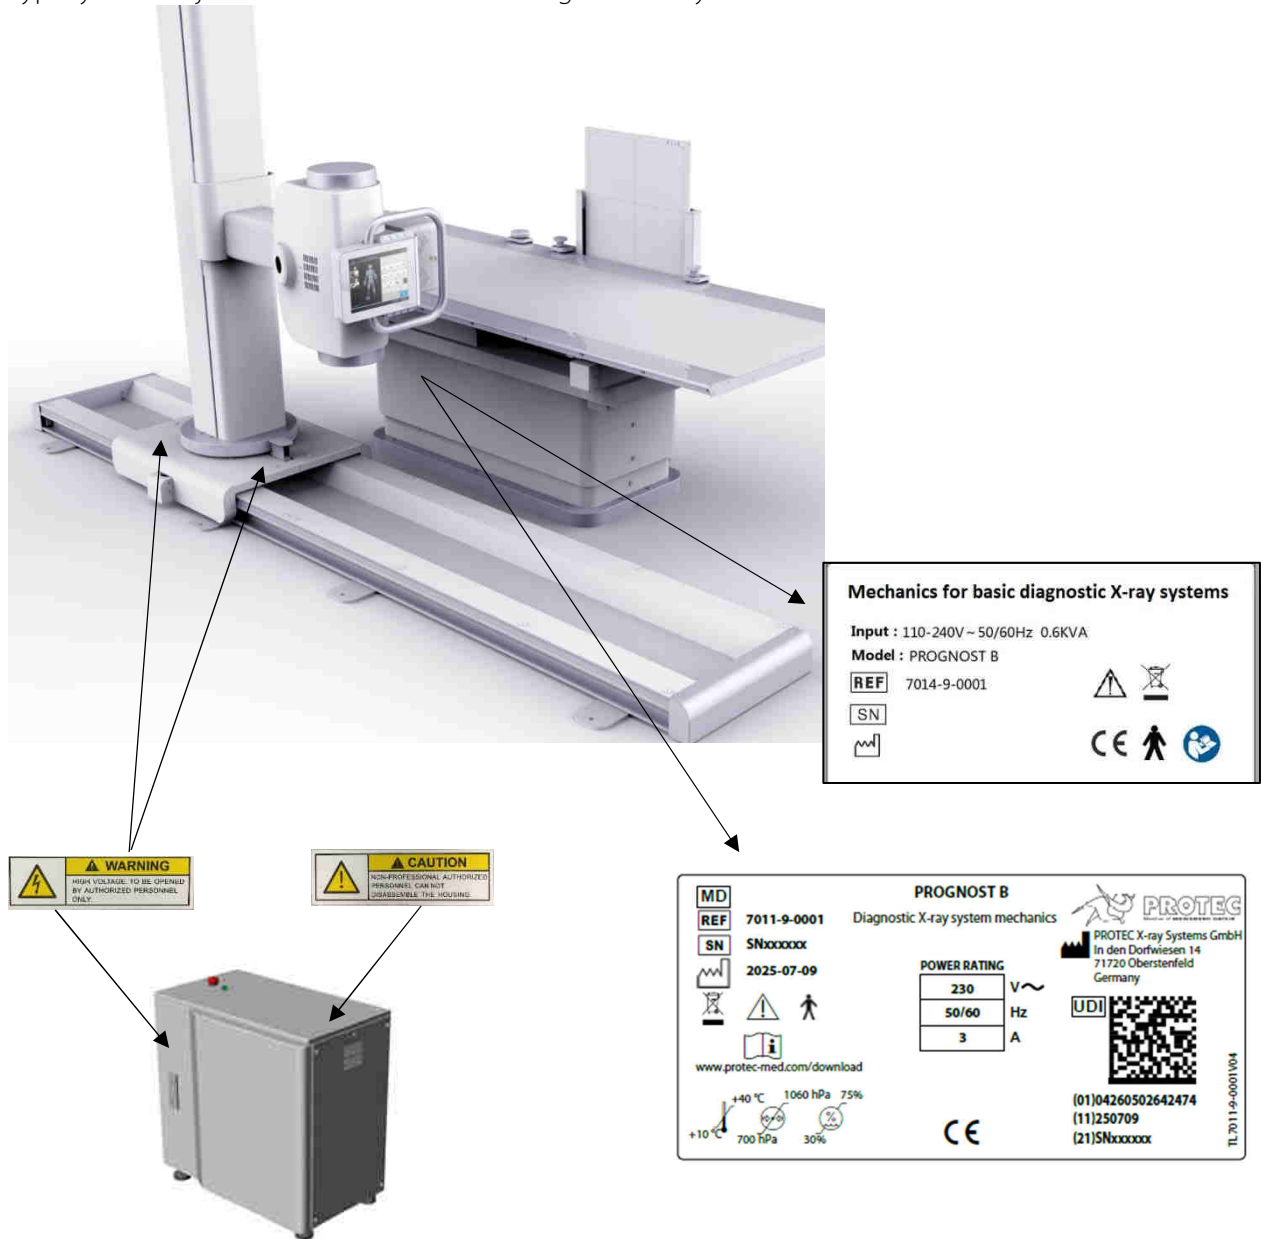 Mechanics for basic diagnostic X-ray systems
Input : 110-240V ~ 50/60Hz 0.6KVA
Model : PROGNOST B
REF 7014-9-0001
SN
CE
WARNING
HIGH VOLTAGE. TO BE OPENED
BY AUTHORIZED PERSONNEL
ONLY.
CAUTION
NON-PROFESSIONAL AUTHORIZED
PERSONNEL CAN NOT
DISASSEMBLE THE HOUSING.
MD
REF 7011-9-0001
SN SNxxxxxx
2025-07-09
www.protec-med.com/download
+40 °C 1060 hPa 75%
+10 °C 700 hPa 30%
PROGNOST B
Diagnostic X-ray system mechanics
POWER RATING
230 V~
50/60 Hz
3 A
CE
PROTEC
PROTEC X-ray Systems GmbH
In den Dorfwiesen 14
71720 Oberstenfeld
Germany
UDI
(01)04260502642474
(11)250709
(21)SNxxxxxx
TL7011-9-0001V04